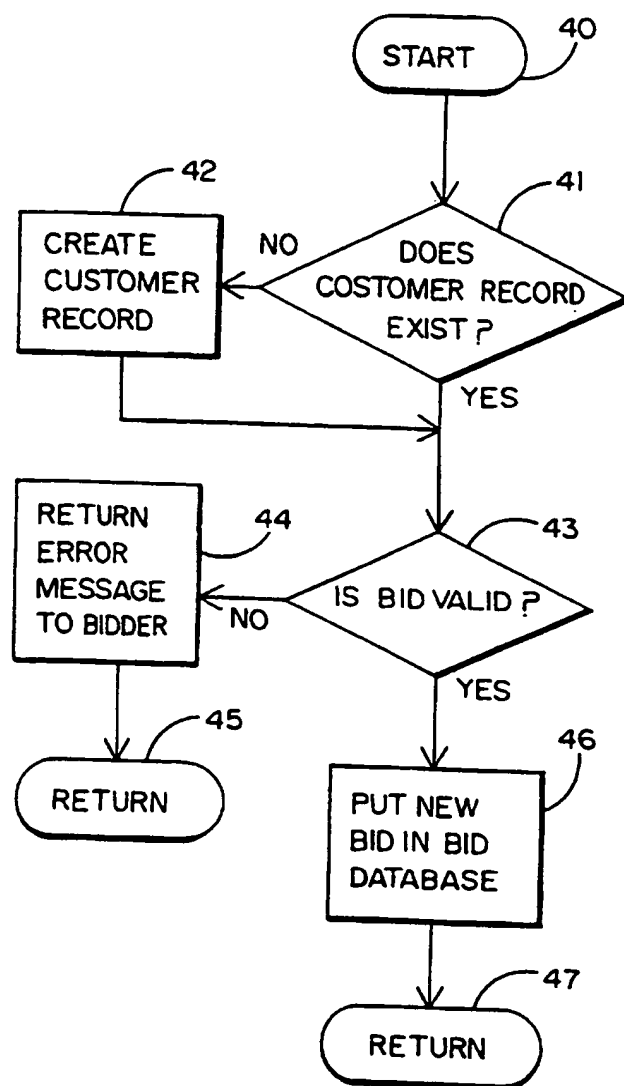 40
START
42
41
CREATE
CUSTOMER
RECORD
NO
DOES
COSTOMER RECORD
EXIST?
YES
RETURN
ERROR
MESSAGE
TO BIDDER
44
43
IS BID VALID?
NO
YES
45
RETURN
46
PUT NEW
BID IN BID
DATABASE
47
RETURN